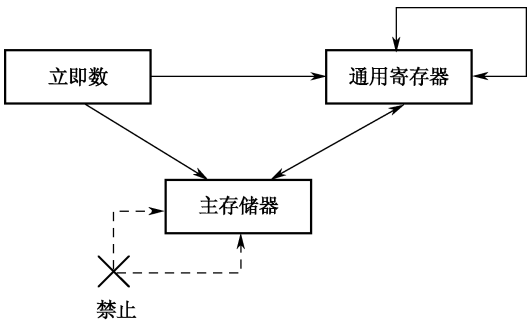 立即数
通用寄存器
主存储器
禁止